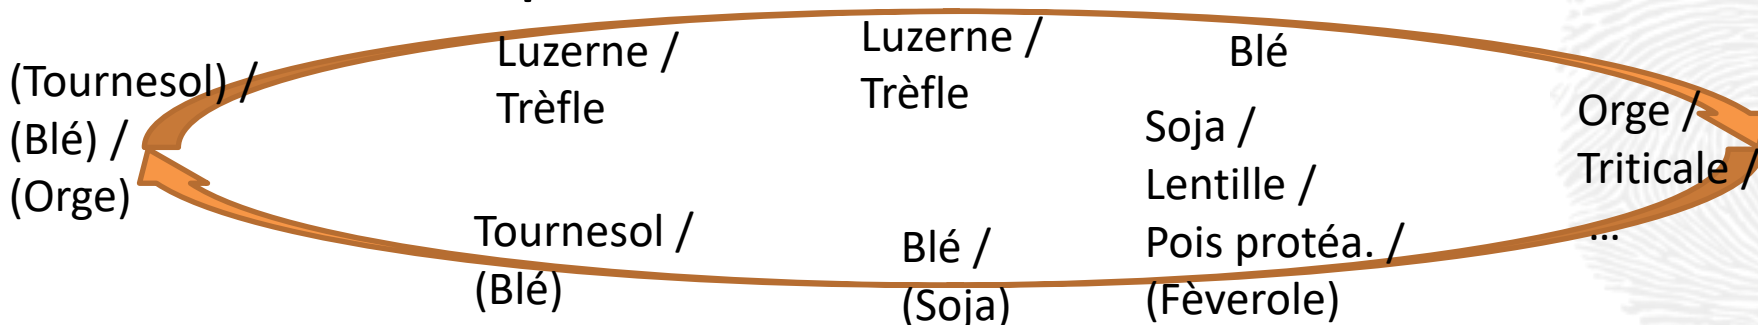 (Tournesol) /
(Blé) /
(Orge)
Luzerne /
Trèfle
Luzerne /
Trèfle
Blé
Orge /
Triticale /
...
Soja /
Lentille /
Pois protéa. /
(Fèverole)
Blé /
(Soja)
Tournesol /
(Blé)